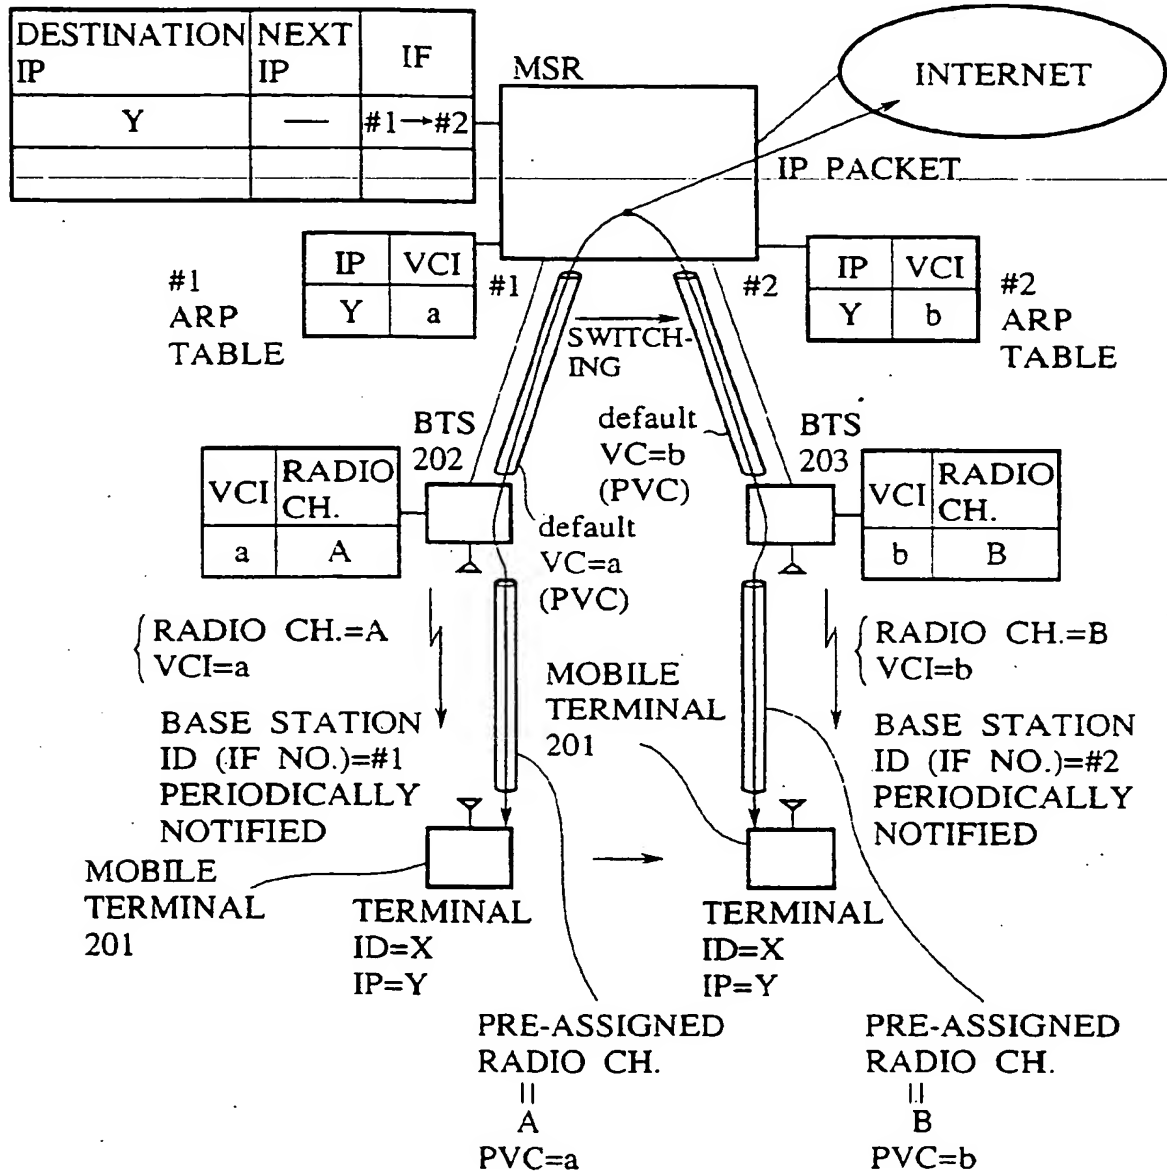 DESTINATION IP
NEXT IP
IF
Y
—
#1→#2
MSR
INTERNET
IP PACKET
#1
ARP
TABLE
IP
VCI
Y
a
#1
#2
IP
VCI
Y
b
#2
ARP
TABLE
SWITCH-
ING
BTS
202
default
VC=b
(PVC)
BTS
203
VCI
RADIO
CH.
a
A
default
VC=a
(PVC)
VCI
RADIO
CH.
b
B
RADIO CH.=A
VCI=a
RADIO CH.=B
VCI=b
BASE STATION
ID (IF NO.)=#1
PERIODICALLY
NOTIFIED
MOBILE
TERMINAL
201
BASE STATION
ID (IF NO.)=#2
PERIODICALLY
NOTIFIED
MOBILE
TERMINAL
201
TERMINAL
ID=X
IP=Y
TERMINAL
ID=X
IP=Y
PRE-ASSIGNED
RADIO CH.
||
A
PVC=a
PRE-ASSIGNED
RADIO CH.
||
B
PVC=b